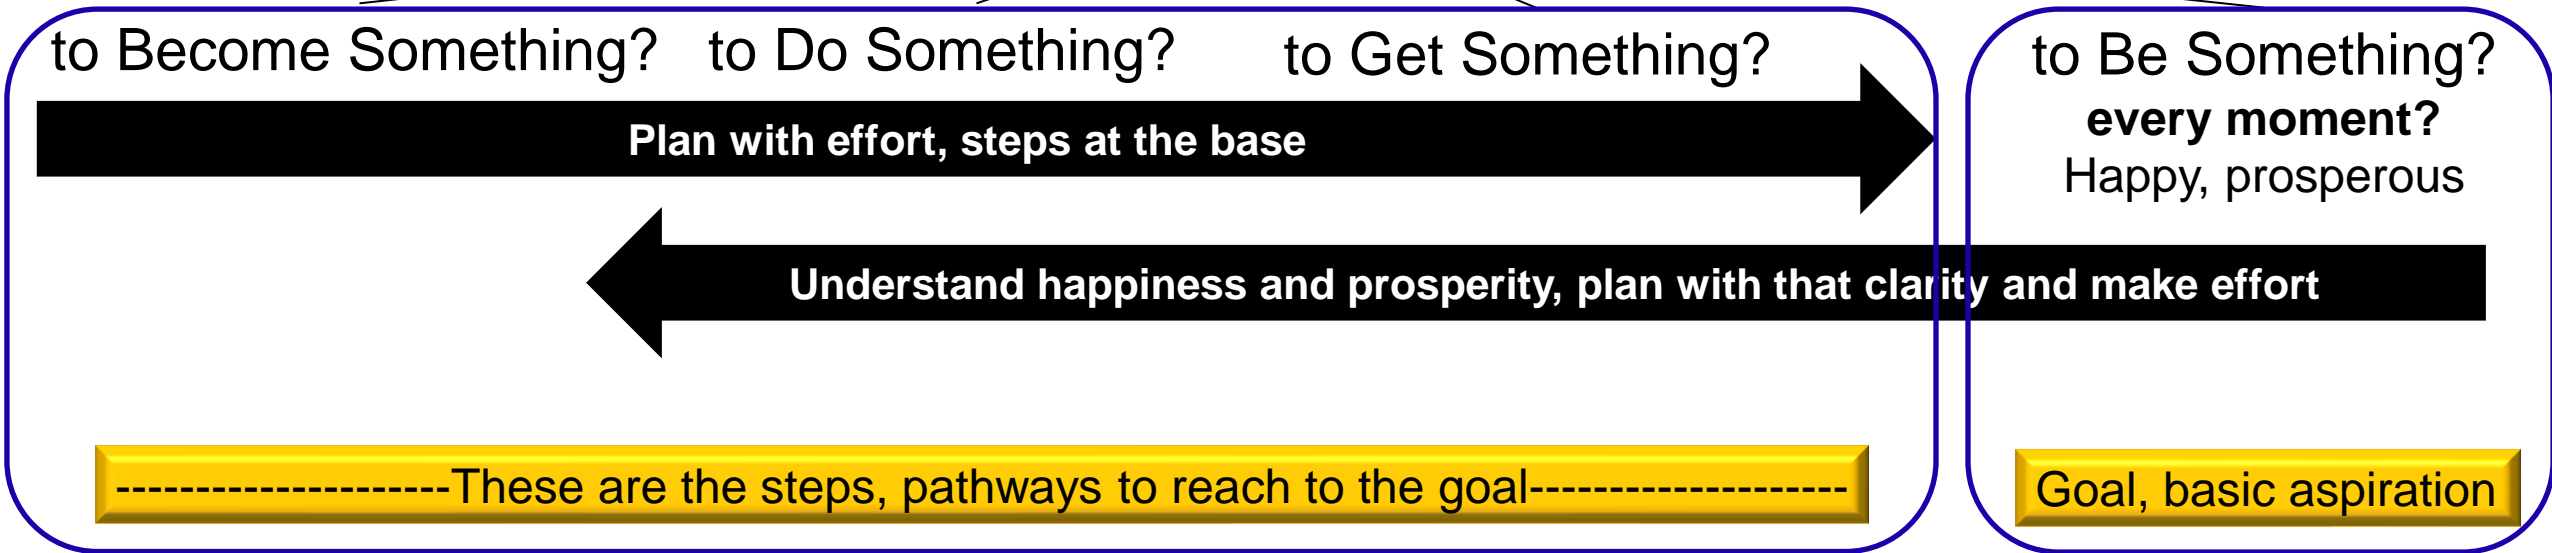 to Become Something? to Do Something? to Get Something?
Plan with effort, steps at the base
to Be Something?
every moment?
Happy, prosperous
Understand happiness and prosperity, plan with that clarity and make effort
---------------------These are the steps, pathways to reach to the goal--------------------
Goal, basic aspiration